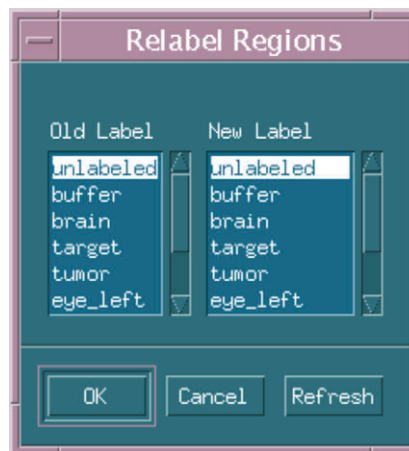 Relabel Regions
Old Label New Label
unlabeled unlabeled
buffer buffer
brain brain
target target
tumor tumor
eye_left eye_left
OK Cancel Refresh